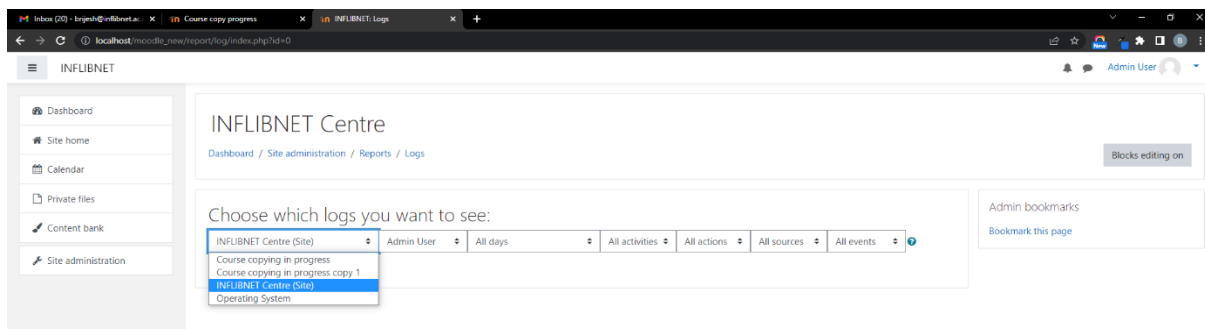 Inbox (20) - brijesh@inflibnet.ac. X Course copy progress X INFLIBNET: Logs X +
localhost/moodle_new/report/log/index.php?id=0 New B
INFLIBNET Admin User
Dashboard
Site home
Calendar
Private files
Content bank
Site administration
INFLIBNET Centre
Dashboard / Site administration / Reports / Logs
Blocks editing on
Choose which logs you want to see:
INFLIBNET Centre (Site) Admin User All days All activities All actions All sources All events
Course copying in progress
Course copying in progress copy 1
INFLIBNET Centre (Site)
Operating System
Admin bookmarks
Bookmark this page